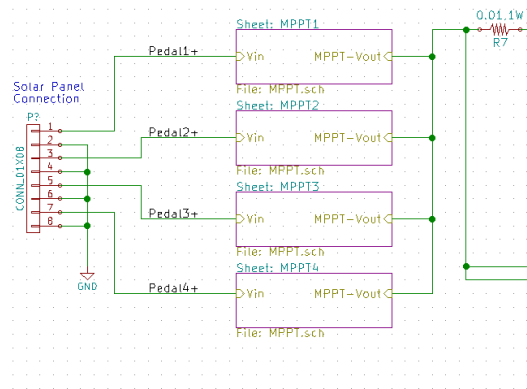 0.01,1W
R7
Sheet: MPPT1
Pedal1+
Vin
MPPT-Vout
File: MPPT.sch
Solar Panel
Connection
P?
CONN_01X08
1
2
3
4
5
6
7
8
GND
Sheet: MPPT2
Pedal2+
Vin
MPPT-Vout
File: MPPT.sch
Sheet: MPPT3
Pedal3+
Vin
MPPT-Vout
File: MPPT.sch
Sheet: MPPT4
Pedal4+
Vin
MPPT-Vout
File: MPPT.sch